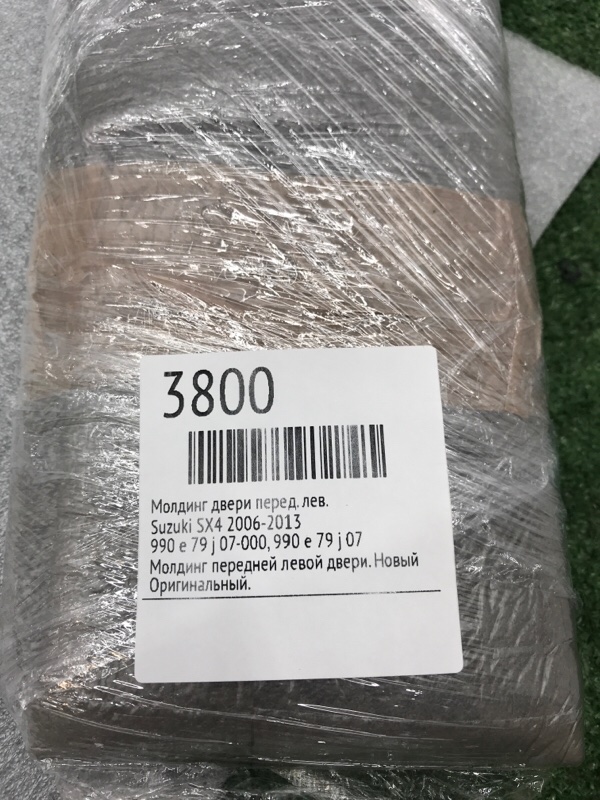 3800
Молдинг двери перед. лев.
Suzuki SX4 2006-2013
990 e 79 j 07-000, 990 e 79 j 07
Молдинг передней левой двери. Новый
Оригинальный.